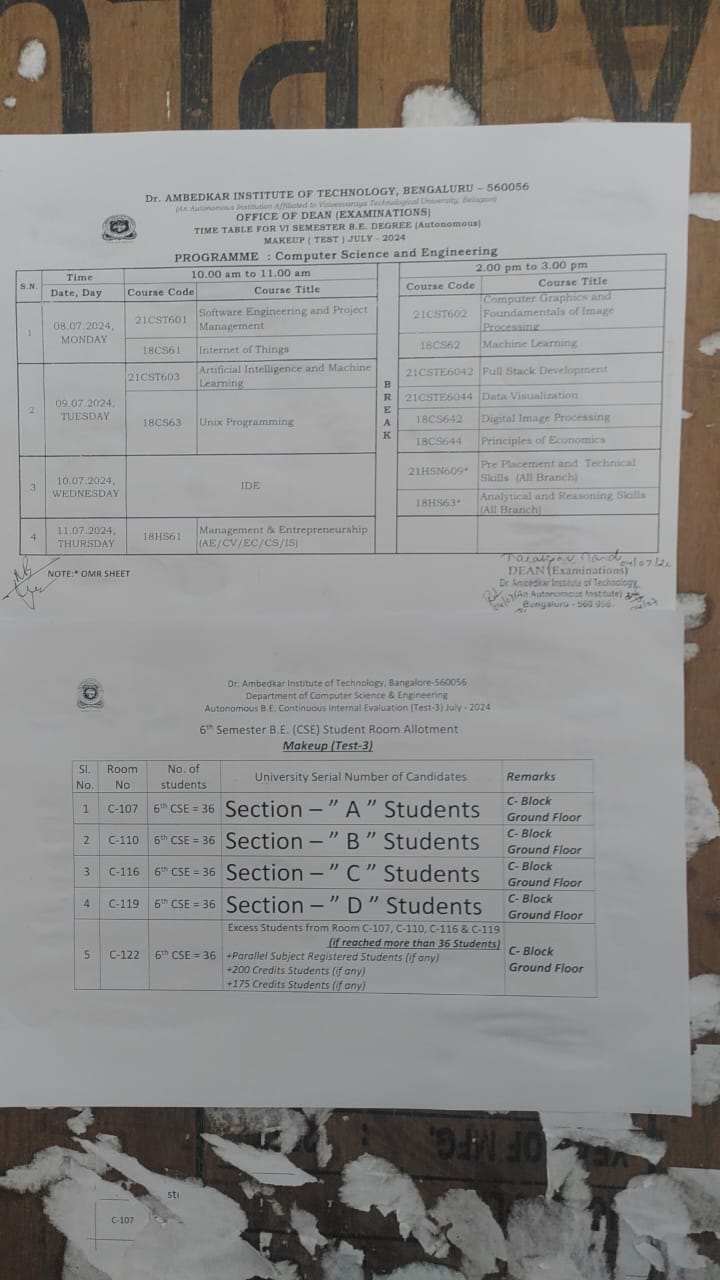 Dr. AMBEDKAR INSTITUTE OF TECHNOLOGY, BENGALURU – 560056
(An Autonomous Institution Affiliated to Visvesvaraya Technological University, Belagavi)
OFFICE OF DEAN (EXAMINATIONS)
TIME TABLE FOR VI SEMESTER B.E. DEGREE (Autonomous)
MAKEUP | TEST | JULY - 2024
PROGRAMME : Computer Science and Engineering
S.N. Time 10.00 am to 11.00 am 2.00 pm to 3.00 pm
Date, Day Course Code Course Title Course Code Course Title
1 08.07.2024, MONDAY
21CST601 Software Engineering and Project Management
18CS61 Internet of Things
21CST602 Computer Graphics and Foundamentals of Image Processing
18CS62 Machine Learning
2 09.07.2024, TUESDAY
21CST603 Artificial Intelligence and Machine Learning
18CS63 Unix Programming
BREAK
21CSTE6042 Full Stack Development
21CSTE6044 Data Visualization
18CS642 Digital Image Processing
18CS644 Principles of Economics
3 10.07.2024, WEDNESDAY
IDE
21HSN609* Pre Placement and Technical Skills (All Branch)
18HS63* Analytical and Reasoning Skills (All Branch)
4 11.07.2024, THURSDAY
18HS61 Management & Entrepreneurship (AE/CV/EC/CS/IS)
NOTE:* OMR SHEET
DEAN (Examinations)
Dr. Ambedkar Institute of Technology
(An Autonomous Institute)
Bengaluru - 560 056.
Dr. Ambedkar Institute of Technology, Bangalore-560056
Department of Computer Science & Engineering
Autonomous B.E. Continuous Internal Evaluation (Test-3) July - 2024
6th Semester B.E. (CSE) Student Room Allotment
Makeup (Test-3)
Sl. No. Room No No. of students University Serial Number of Candidates Remarks
1 C-107 6th CSE = 36 Section – " A " Students C- Block Ground Floor
2 C-110 6th CSE = 36 Section – " B " Students C- Block Ground Floor
3 C-116 6th CSE = 36 Section – " C " Students C- Block Ground Floor
4 C-119 6th CSE = 36 Section – " D " Students C- Block Ground Floor
5 C-122 6th CSE = 36 Excess Students from Room C-107, C-110, C-116 & C-119
(if reached more than 36 Students)
+Parallel Subject Registered Students (if any)
+200 Credits Students (if any)
+175 Credits Students (if any)
C- Block Ground Floor
C-107